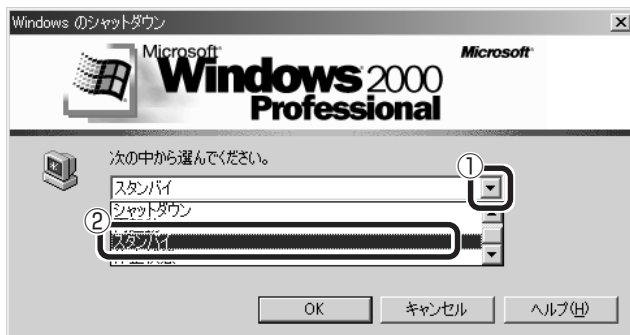 Windows のシャットダウン
Microsoft
Windows 2000
Professional
Microsoft
次の中から選んでください。
①
スタンバイ
シャットダウン
②
スタンバイ
OK
キャンセル
ヘルプ(H)